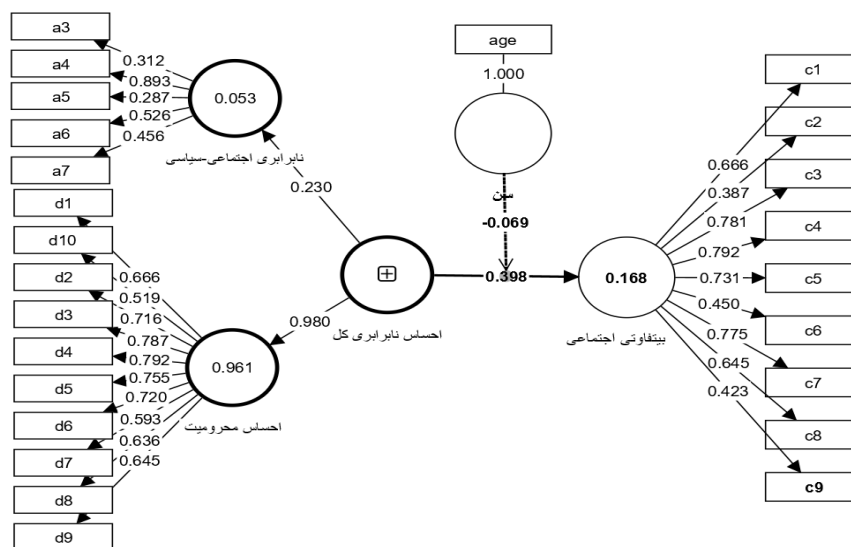 a3
a4
a5
a6
a7
0.312
0.893
0.287
0.526
0.456
0.053
نابرابری اجتماعی-سیاسی
0.230
age
1.000
سن
-0.069
0.398
احساس نابرابری کل
0.980
d1
d10
d2
d3
d4
d5
d6
d7
d8
d9
0.666
0.519
0.716
0.787
0.792
0.755
0.720
0.593
0.636
0.645
0.961
احساس محرومیت
0.168
بیتفاوتی اجتماعی
0.666
0.387
0.781
0.792
0.731
0.450
0.775
0.645
0.423
c1
c2
c3
c4
c5
c6
c7
c8
c9